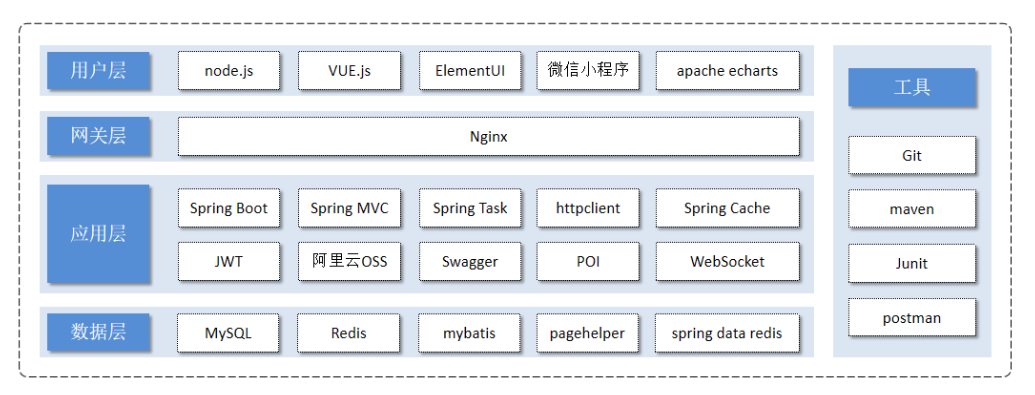 用户层
node.js
VUE.js
ElementUI
微信小程序
apache echarts
网关层
Nginx
应用层
Spring Boot
Spring MVC
Spring Task
httpclient
Spring Cache
JWT
阿里云OSS
Swagger
POI
WebSocket
数据层
MySQL
Redis
mybatis
pagehelper
spring data redis
工具
Git
maven
Junit
postman